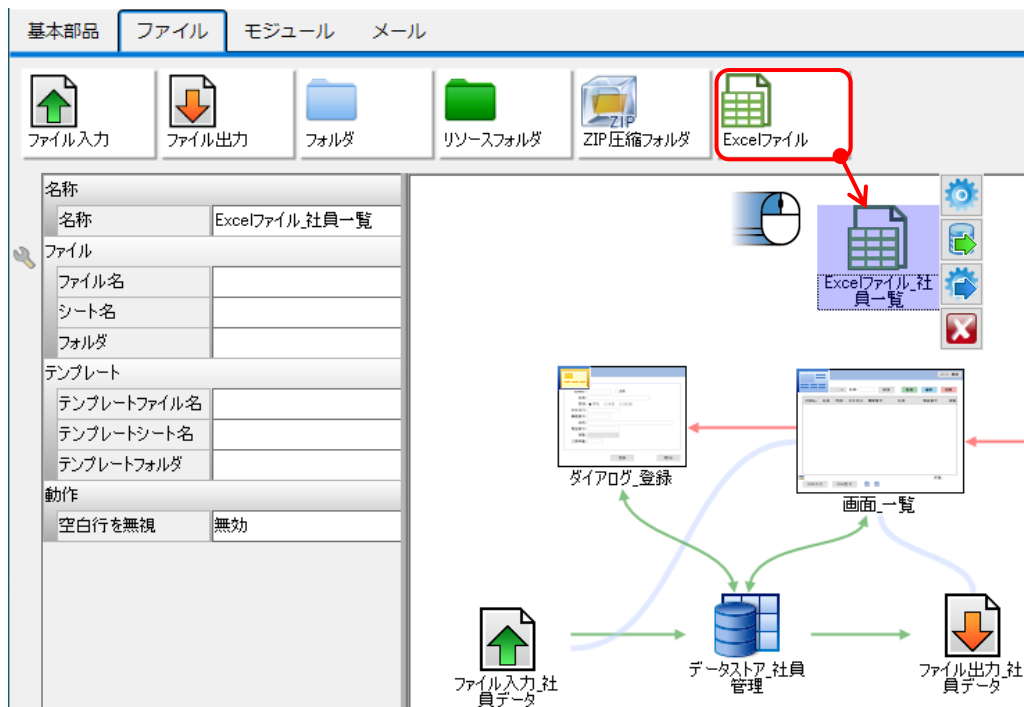 基本部品 ファイル モジュール メール
ファイル入力 ファイル出力 フォルダ リソースフォルダ ZIP圧縮フォルダ Excelファイル
ZIP
名称
名称 Excelファイル_社員一覧
ファイル
ファイル名
シート名
フォルダ
テンプレート
テンプレートファイル名
テンプレートシート名
テンプレートフォルダ
動作
空白行を無視 無効
Excelファイル_社
員一覧
ダイアログ_登録
画面_一覧
データストア_社員
管理
ファイル入力_社
員データ
ファイル出力_社
員データ